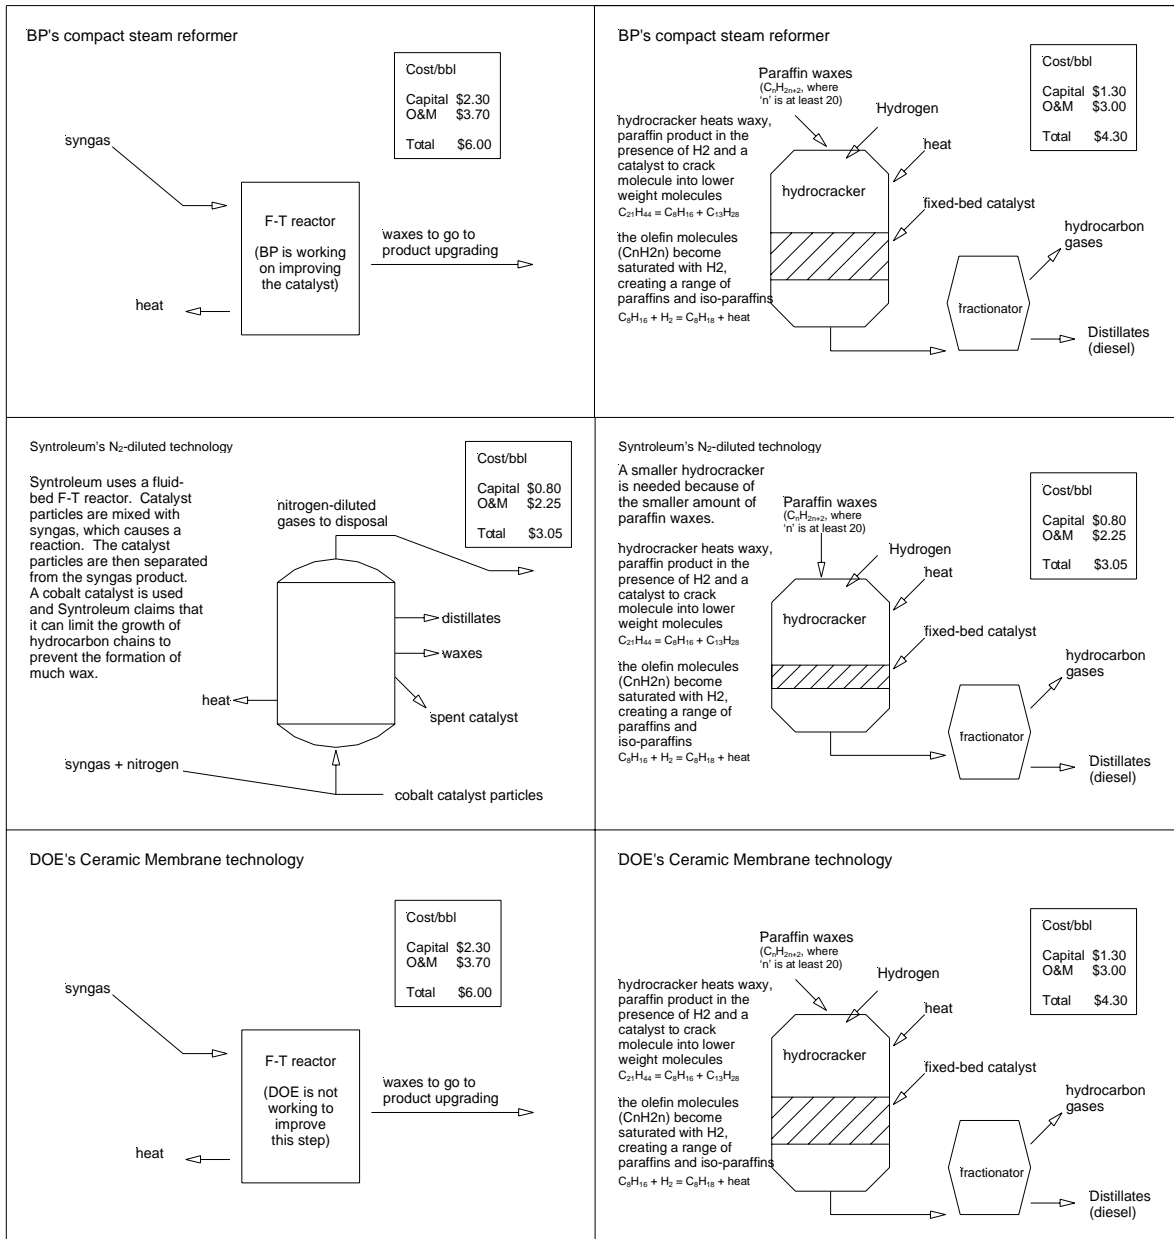 BP's compact steam reformer
Cost/bbl
Capital $2.30
O&M $3.70
Total $6.00
syngas
F-T reactor
(BP is working
on improving
the catalyst)
waxes to go to
product upgrading
heat
BP's compact steam reformer
Cost/bbl
Capital $1.30
O&M $3.00
Total $4.30
Paraffin waxes
(CₙH₂ₙ₊₂, where
'n' is at least 20)
Hydrogen
heat
hydrocracker heats waxy,
paraffin product in the
presence of H2 and a
catalyst to crack
molecule into lower
weight molecules
C₂₁H₄₄ = C₈H₁₆ + C₁₃H₂₈
hydrocracker
fixed-bed catalyst
the olefin molecules
(CnH2n) become
saturated with H2,
creating a range of
paraffins and iso-paraffins
C₈H₁₆ + H₂ = C₈H₁₈ + heat
hydrocarbon
gases
fractionator
Distillates
(diesel)
Syntroleum's N₂-diluted technology
Cost/bbl
Capital $0.80
O&M $2.25
Total $3.05
Syntroleum uses a fluid-
bed F-T reactor. Catalyst
particles are mixed with
syngas, which causes a
reaction. The catalyst
particles are then separated
from the syngas product.
A cobalt catalyst is used
and Syntroleum claims that
it can limit the growth of
hydrocarbon chains to
prevent the formation of
much wax.
nitrogen-diluted
gases to disposal
distillates
waxes
heat
spent catalyst
syngas + nitrogen
cobalt catalyst particles
Syntroleum's N₂-diluted technology
A smaller hydrocracker
is needed because of
the smaller amount of
paraffin waxes.
Cost/bbl
Capital $0.80
O&M $2.25
Total $3.05
Paraffin waxes
(CₙH₂ₙ₊₂, where
'n' is at least 20)
Hydrogen
heat
hydrocracker heats waxy,
paraffin product in the
presence of H2 and a
catalyst to crack
molecule into lower
weight molecules
C₂₁H₄₄ = C₈H₁₆ + C₁₃H₂₈
hydrocracker
fixed-bed catalyst
the olefin molecules
(CnH2n) become
saturated with H2,
creating a range of
paraffins and
iso-paraffins
C₈H₁₆ + H₂ = C₈H₁₈ + heat
hydrocarbon
gases
fractionator
Distillates
(diesel)
DOE's Ceramic Membrane technology
Cost/bbl
Capital $2.30
O&M $3.70
Total $6.00
syngas
F-T reactor
(DOE is not
working to
improve
this step)
waxes to go to
product upgrading
heat
DOE's Ceramic Membrane technology
Cost/bbl
Capital $1.30
O&M $3.00
Total $4.30
Paraffin waxes
(CₙH₂ₙ₊₂, where
'n' is at least 20)
Hydrogen
heat
hydrocracker heats waxy,
paraffin product in the
presence of H2 and a
catalyst to crack
molecule into lower
weight molecules
C₂₁H₄₄ = C₈H₁₆ + C₁₃H₂₈
hydrocracker
fixed-bed catalyst
the olefin molecules
(CnH2n) become
saturated with H2,
creating a range of
paraffins and iso-paraffins
C₈H₁₆ + H₂ = C₈H₁₈ + heat
hydrocarbon
gases
fractionator
Distillates
(diesel)